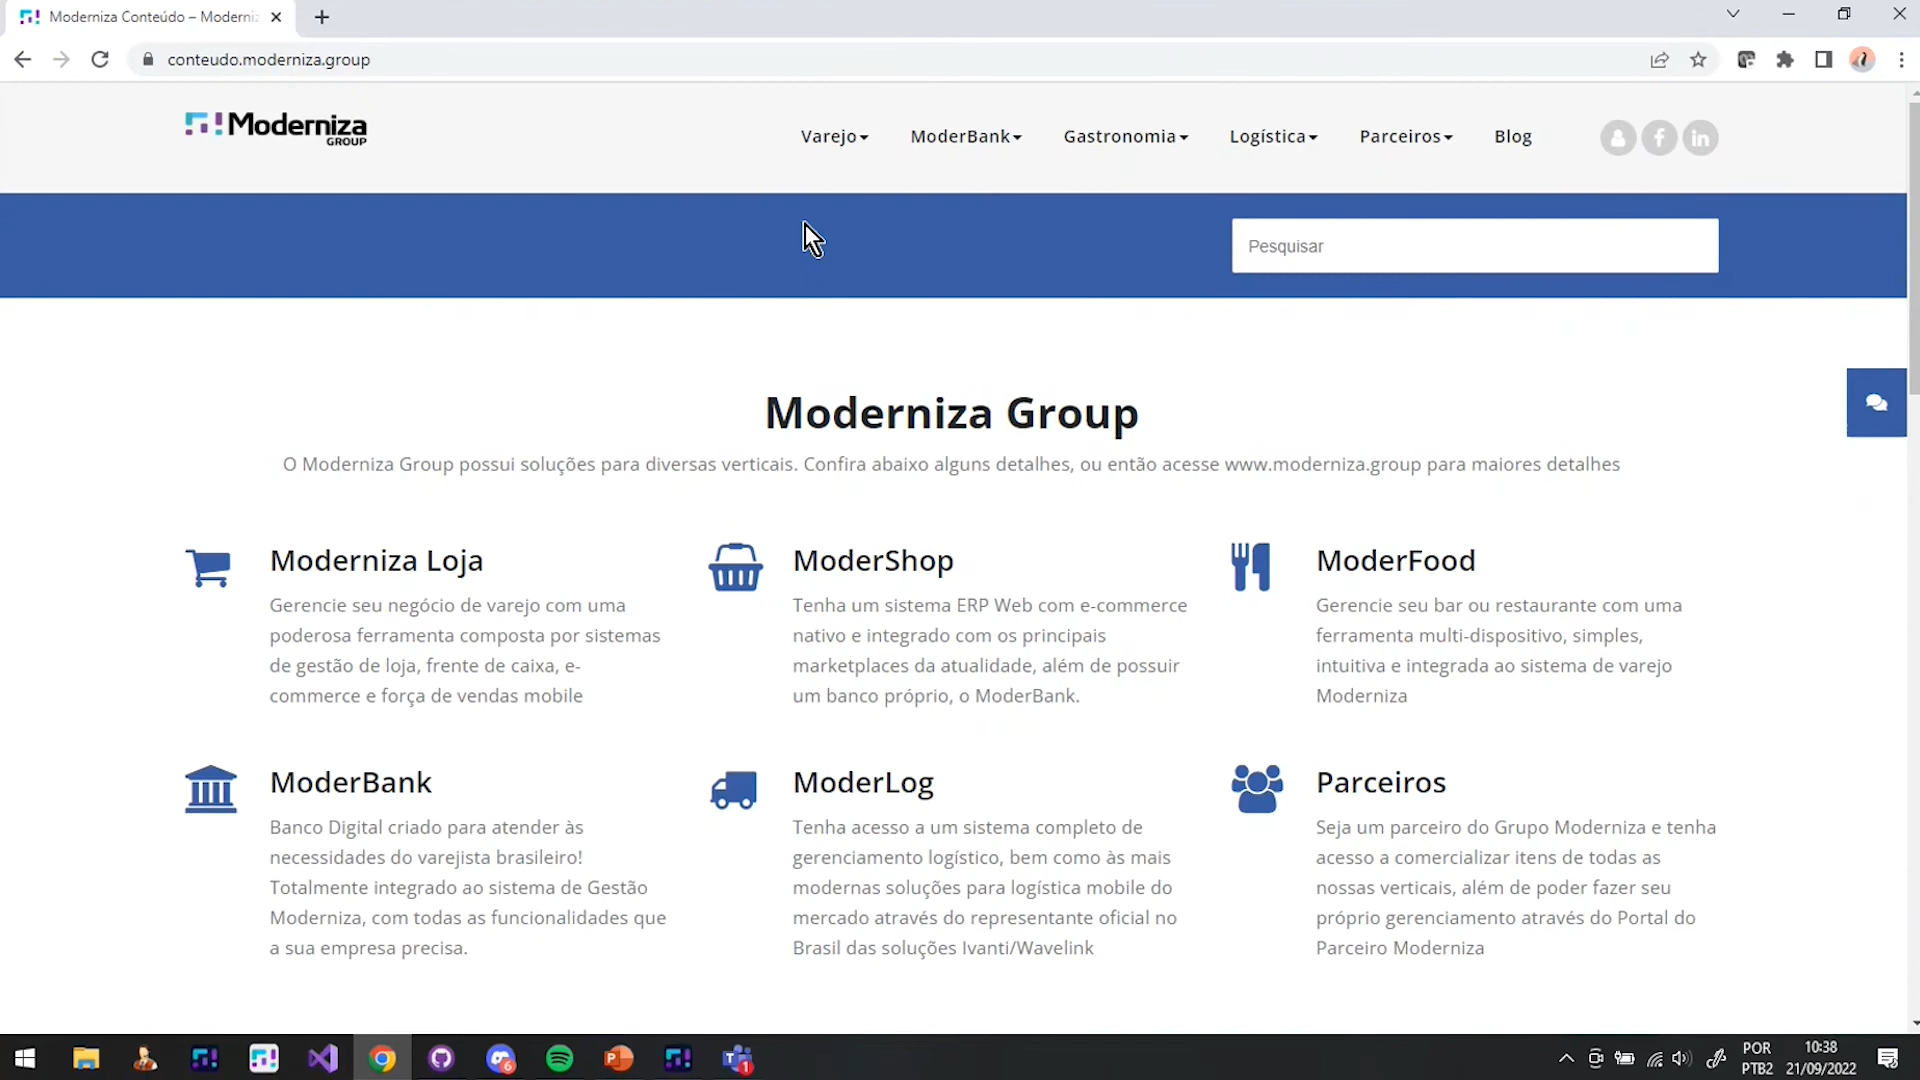 Moderniza Conteúdo – Moderniz
conteudo.moderniza.group
Moderniza
GROUP
Varejo
ModerBank
Gastronomia
Logística
Parceiros
Blog
Pesquisar
Moderniza Group
O Moderniza Group possui soluções para diversas verticais. Confira abaixo alguns detalhes, ou então acesse www.moderniza.group para maiores detalhes
Moderniza Loja
Gerencie seu negócio de varejo com uma
poderosa ferramenta composta por sistemas
de gestão de loja, frente de caixa, e-
commerce e força de vendas mobile
ModerShop
Tenha um sistema ERP Web com e-commerce
nativo e integrado com os principais
marketplaces da atualidade, além de possuir
um banco próprio, o ModerBank.
ModerFood
Gerencie seu bar ou restaurante com uma
ferramenta multi-dispositivo, simples,
intuitiva e integrada ao sistema de varejo
Moderniza
ModerBank
Banco Digital criado para atender às
necessidades do varejista brasileiro!
Totalmente integrado ao sistema de Gestão
Moderniza, com todas as funcionalidades que
a sua empresa precisa.
ModerLog
Tenha acesso a um sistema completo de
gerenciamento logístico, bem como às mais
modernas soluções para logística mobile do
mercado através do representante oficial no
Brasil das soluções Ivanti/Wavelink
Parceiros
Seja um parceiro do Grupo Moderniza e tenha
acesso a comercializar itens de todas as
nossas verticais, além de poder fazer seu
próprio gerenciamento através do Portal do
Parceiro Moderniza
6
1
POR
PTB2
10:38
21/09/2022